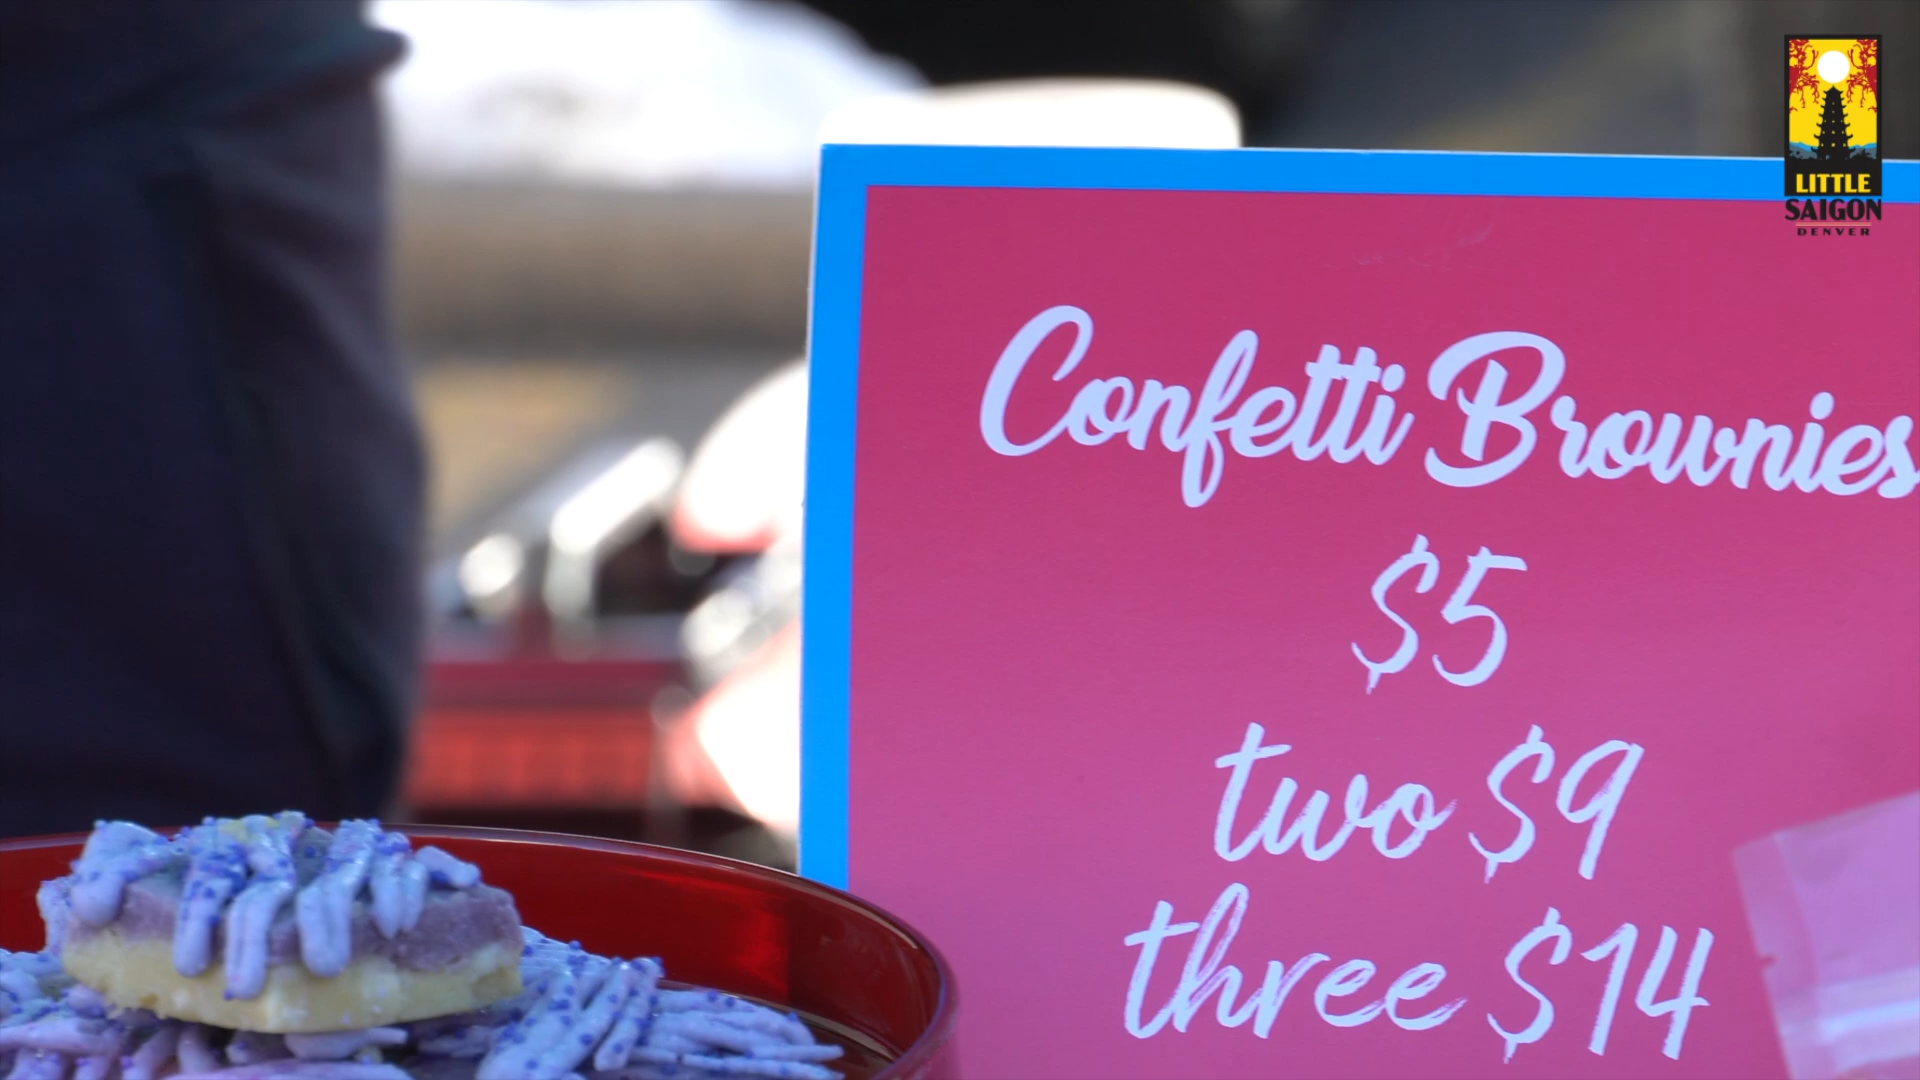 LITTLE
SAIGON
DENVER
Confetti Brownies
$5
two $9
three $14